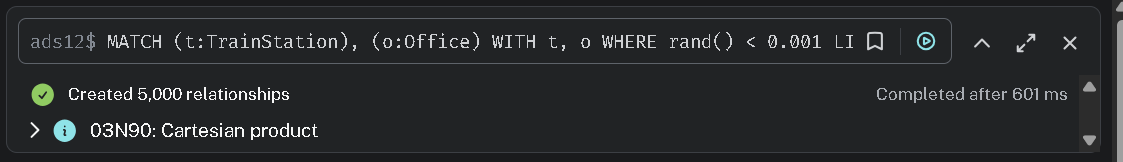 ads12$ MATCH (t:TrainStation), (o:Office) WITH t, o WHERE rand() < 0.001 LI
Created 5,000 relationships
Completed after 601 ms
03N90: Cartesian product